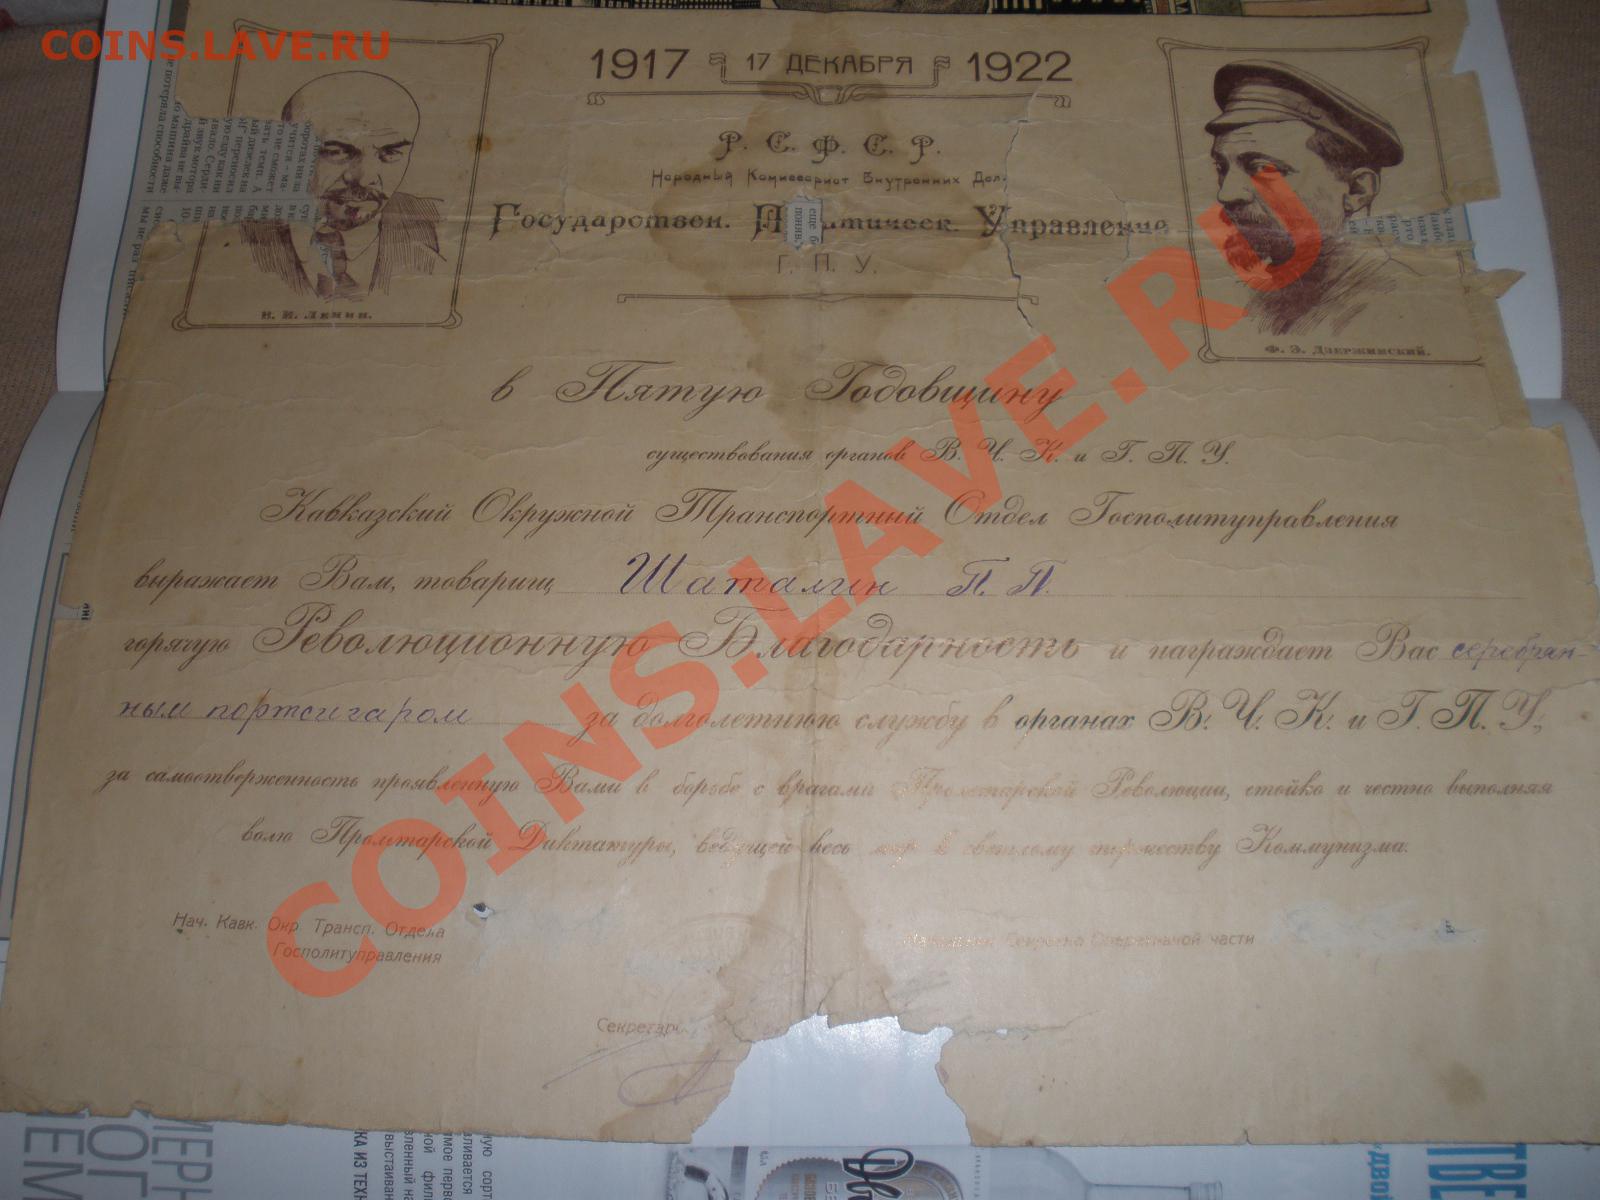 COINS.LAVE.RU
1917 17 ДЕКАБРЯ 1922
Р. С. Ф. С. Р.
Народный Комиссариат Внутренних Дел
Государствен. П итическ. Управление
Г. П. У.
В. И. Ленин.
Ф. Э. Дзержинский.
в Пятую Годовщину
существования органов В. Ч. К. и Г. П. У.
Кавказский Окружной Транспортный Отдел Госполитуправления
выражает Вам, товарищ Шаталин П. П.
горячую Революционную Благодарность и награждает Вас серебрян-
ным портсигаром за долголетнюю службу в органах В. Ч. К. и Г. П. У.,
за самоотверженность проявленную Вами в борьбе с врагами Пролетарской Революции, стойко и честно выполняя
волю Пролетарской Диктатуры, ведущей весь мир к светлому торжеству Коммунизма.
Нач. Кавк. Окр. Трансп. Отдела
Госполитуправления
Начальник Секретно Оперативной части
Секретарь
COINS.LAVE.RU